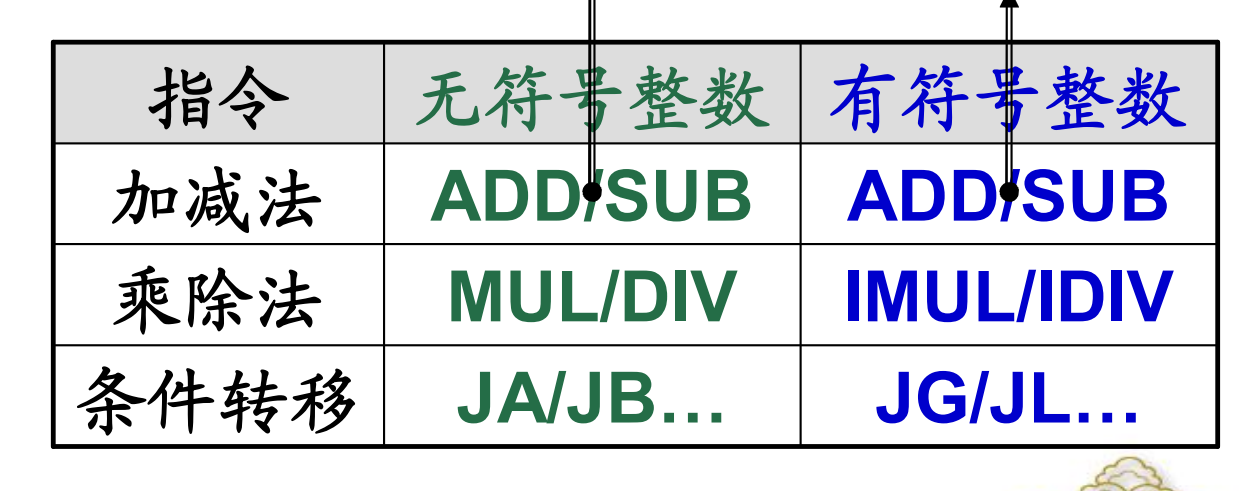 指令 无符号整数 有符号整数
加减法 ADD/SUB ADD/SUB
乘除法 MUL/DIV IMUL/IDIV
条件转移 JA/JB… JG/JL…